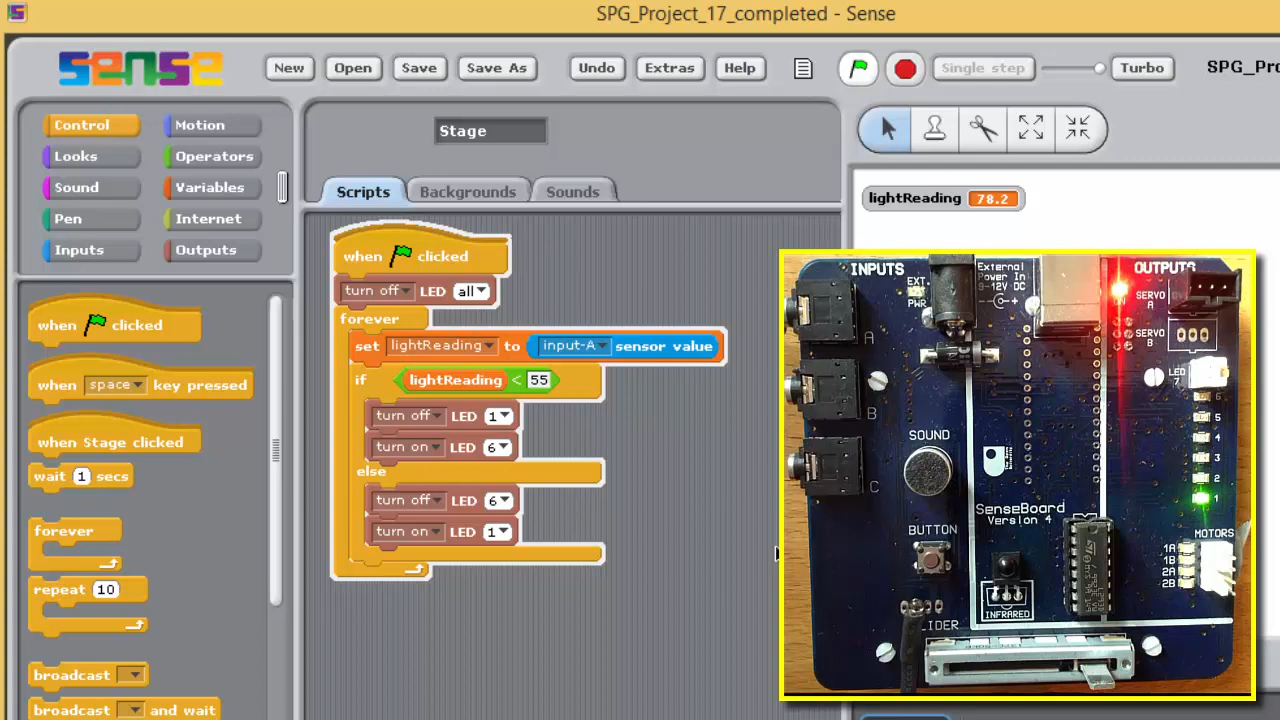 SPG_Project_17_completed - Sense
sense
New
Open
Save
Save As
Undo
Extras
Help
Single step
Turbo
Control
Motion
Looks
Operators
Sound
Variables
Pen
Internet
Inputs
Outputs
when clicked
when space key pressed
when Stage clicked
wait 1 secs
forever
repeat 10
broadcast
broadcast and wait
Stage
Scripts
Backgrounds
Sounds
when clicked
turn off LED all
forever
set lightReading to input-A sensor value
if lightReading < 55
turn off LED 1
turn on LED 6
else
turn off LED 6
turn on LED 1
lightReading 78.2
INPUTS
External
Power In
9-12V DC
EXT.
PWR
OUTPUTS
SERVO
A
SERVO
B
LED
7
6
5
4
3
2
1
A
B
C
SOUND
SenseBoard
Version 4
BUTTON
INFRARED
MOTORS
1A
1B
2A
2B